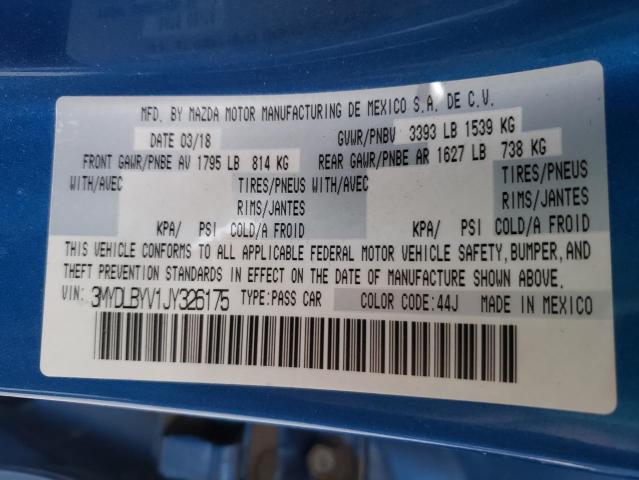 MFD. BY MAZDA MOTOR MANUFACTURING DE MEXICO S.A. DE C.V.
DATE 03/18 GVWR/PNBV 3393 LB 1539 KG
FRONT GAWR/PNBE AV 1795 LB 814 KG REAR GAWR/PNBE AR 1627 LB 738 KG
WITH/AVEC TIRES/PNEUS WITH/AVEC TIRES/PNEUS
RIMS/JANTES RIMS/JANTES
KPA/ PSI COLD/A FROID KPA/ PSI COLD/A FROID
THIS VEHICLE CONFORMS TO ALL APPLICABLE FEDERAL MOTOR VEHICLE SAFETY, BUMPER, AND
THEFT PREVENTION STANDARDS IN EFFECT ON THE DATE OF MANUFACTURE SHOWN ABOVE.
VIN: 3MYDLBYV1JY326175 TYPE:PASS CAR COLOR CODE:44J MADE IN MEXICO